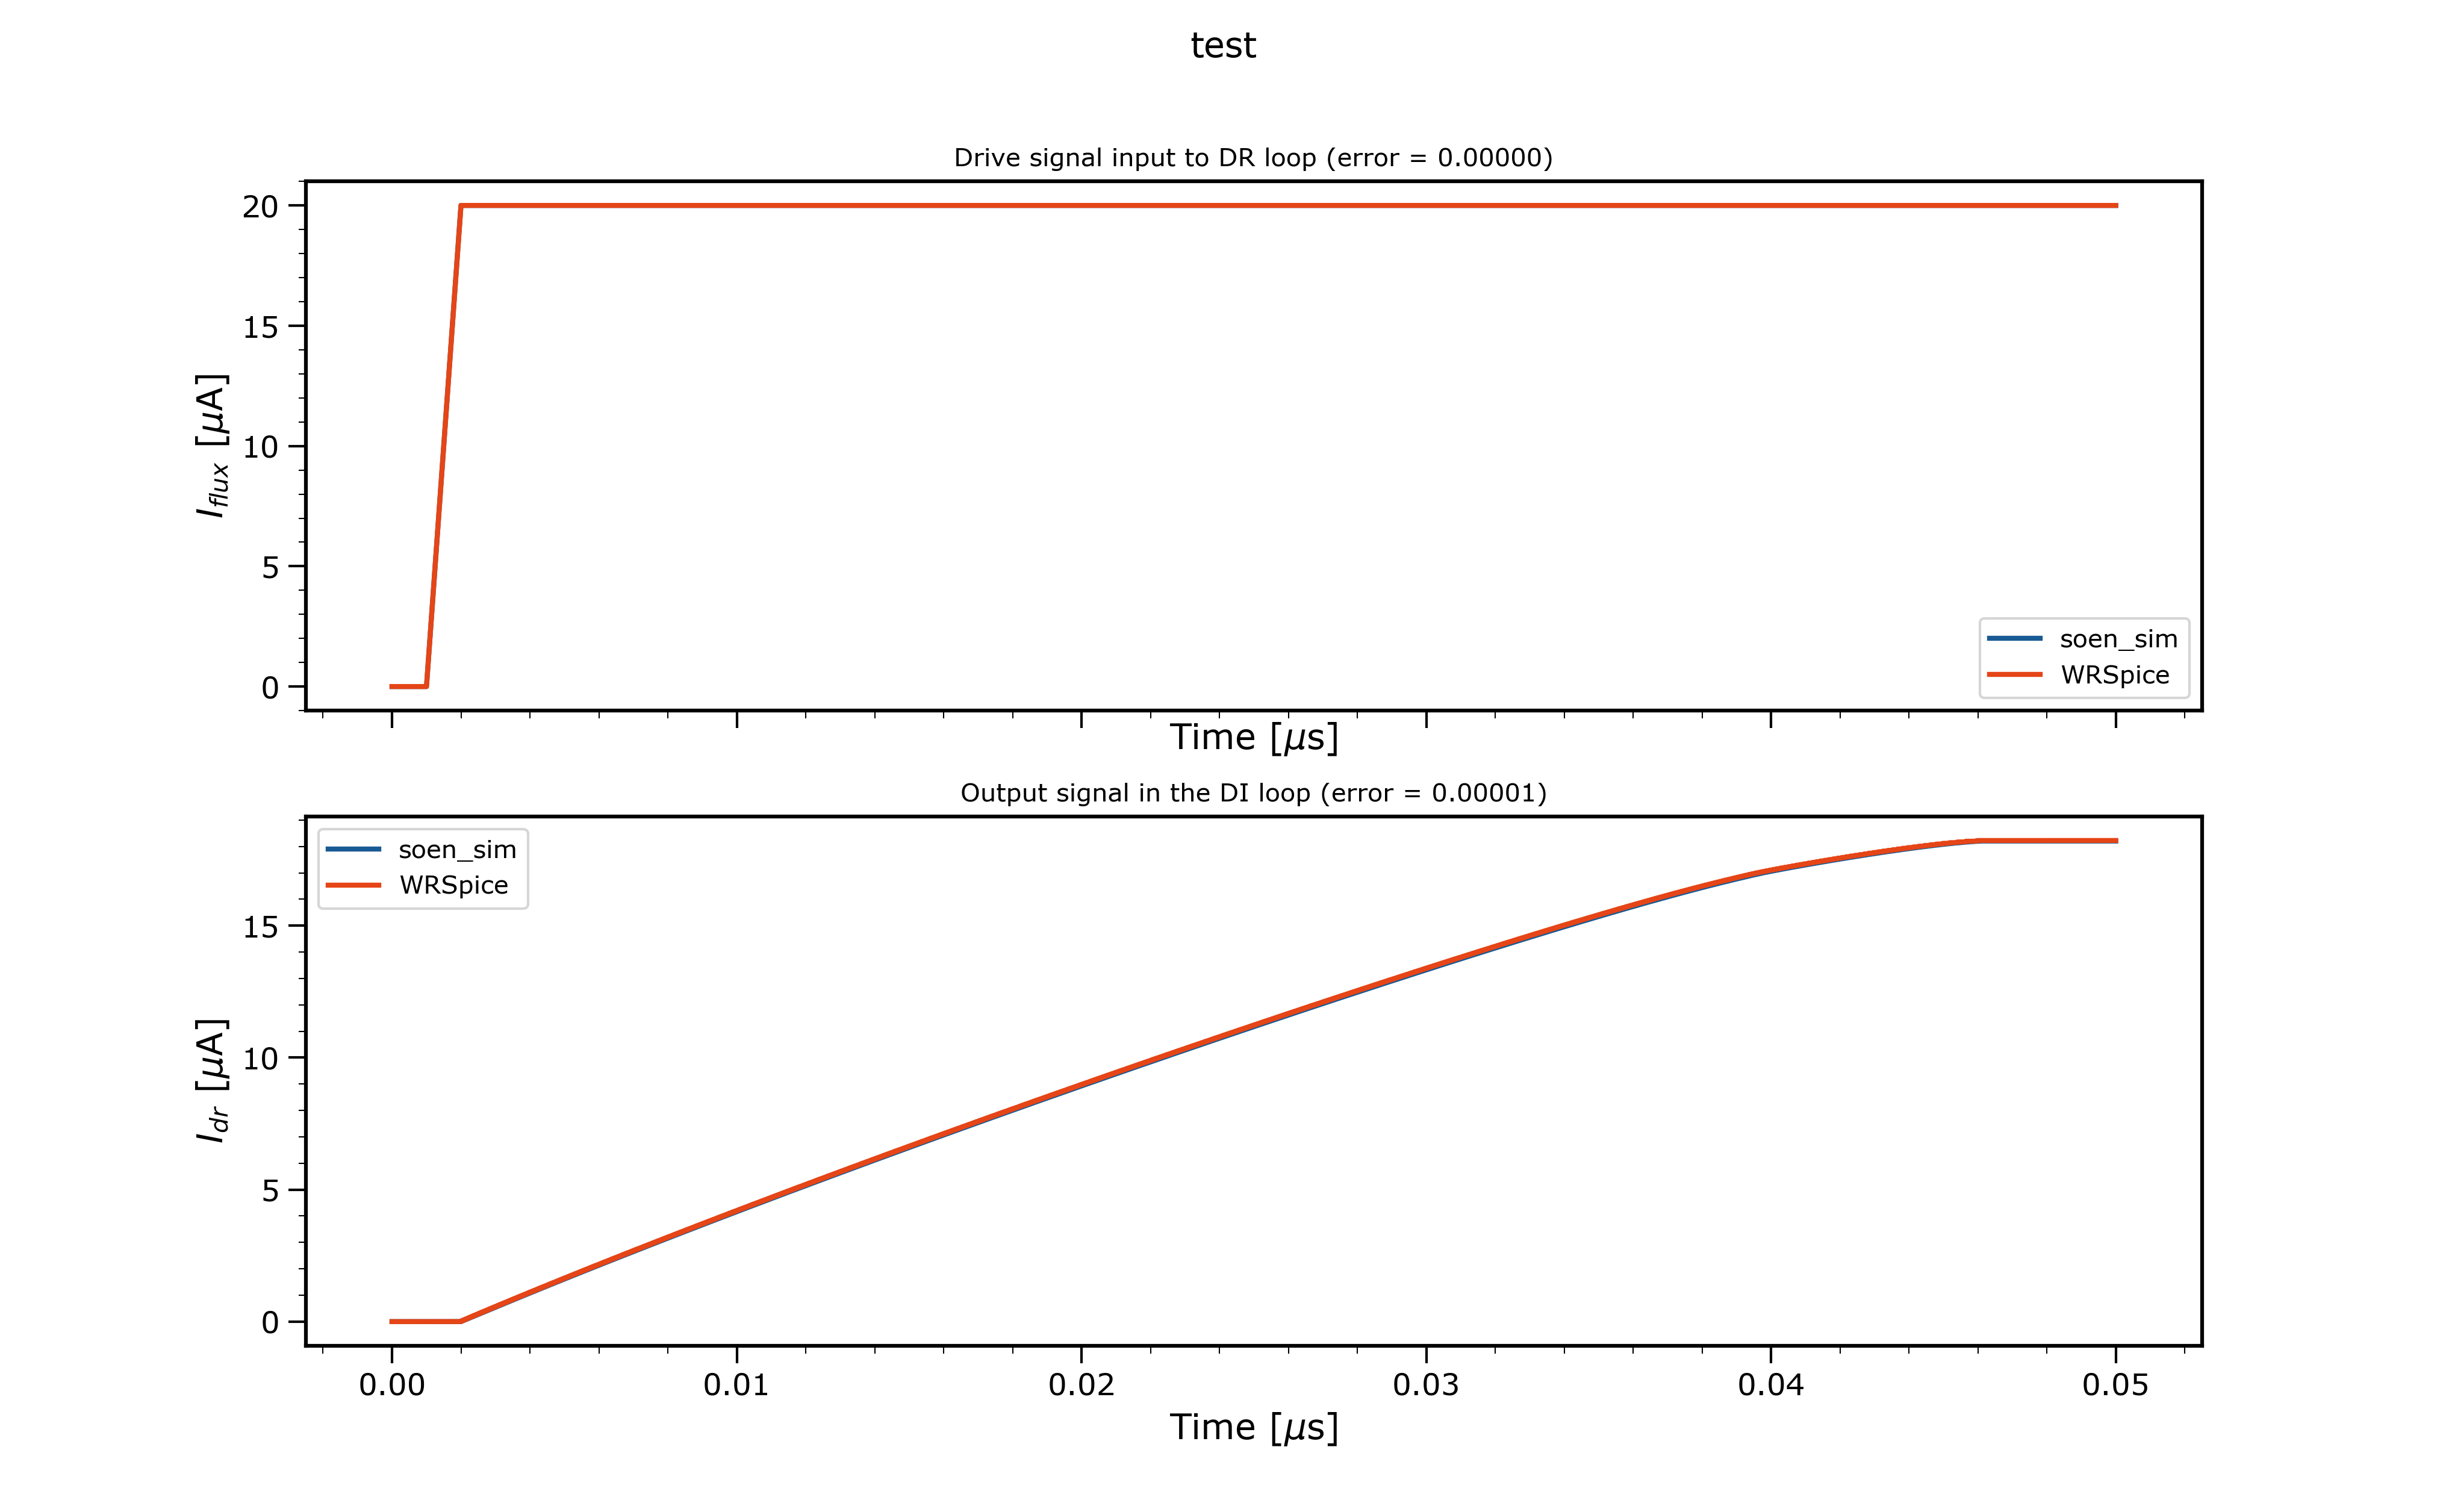 test
Drive signal input to DR loop (error = 0.00000)
20
15
10
5
0
I_flux [μA]
soen_sim
WRSpice
Time [μs]
Output signal in the DI loop (error = 0.00001)
soen_sim
WRSpice
15
10
5
0
I_dr [μA]
0.00 0.01 0.02 0.03 0.04 0.05
Time [μs]